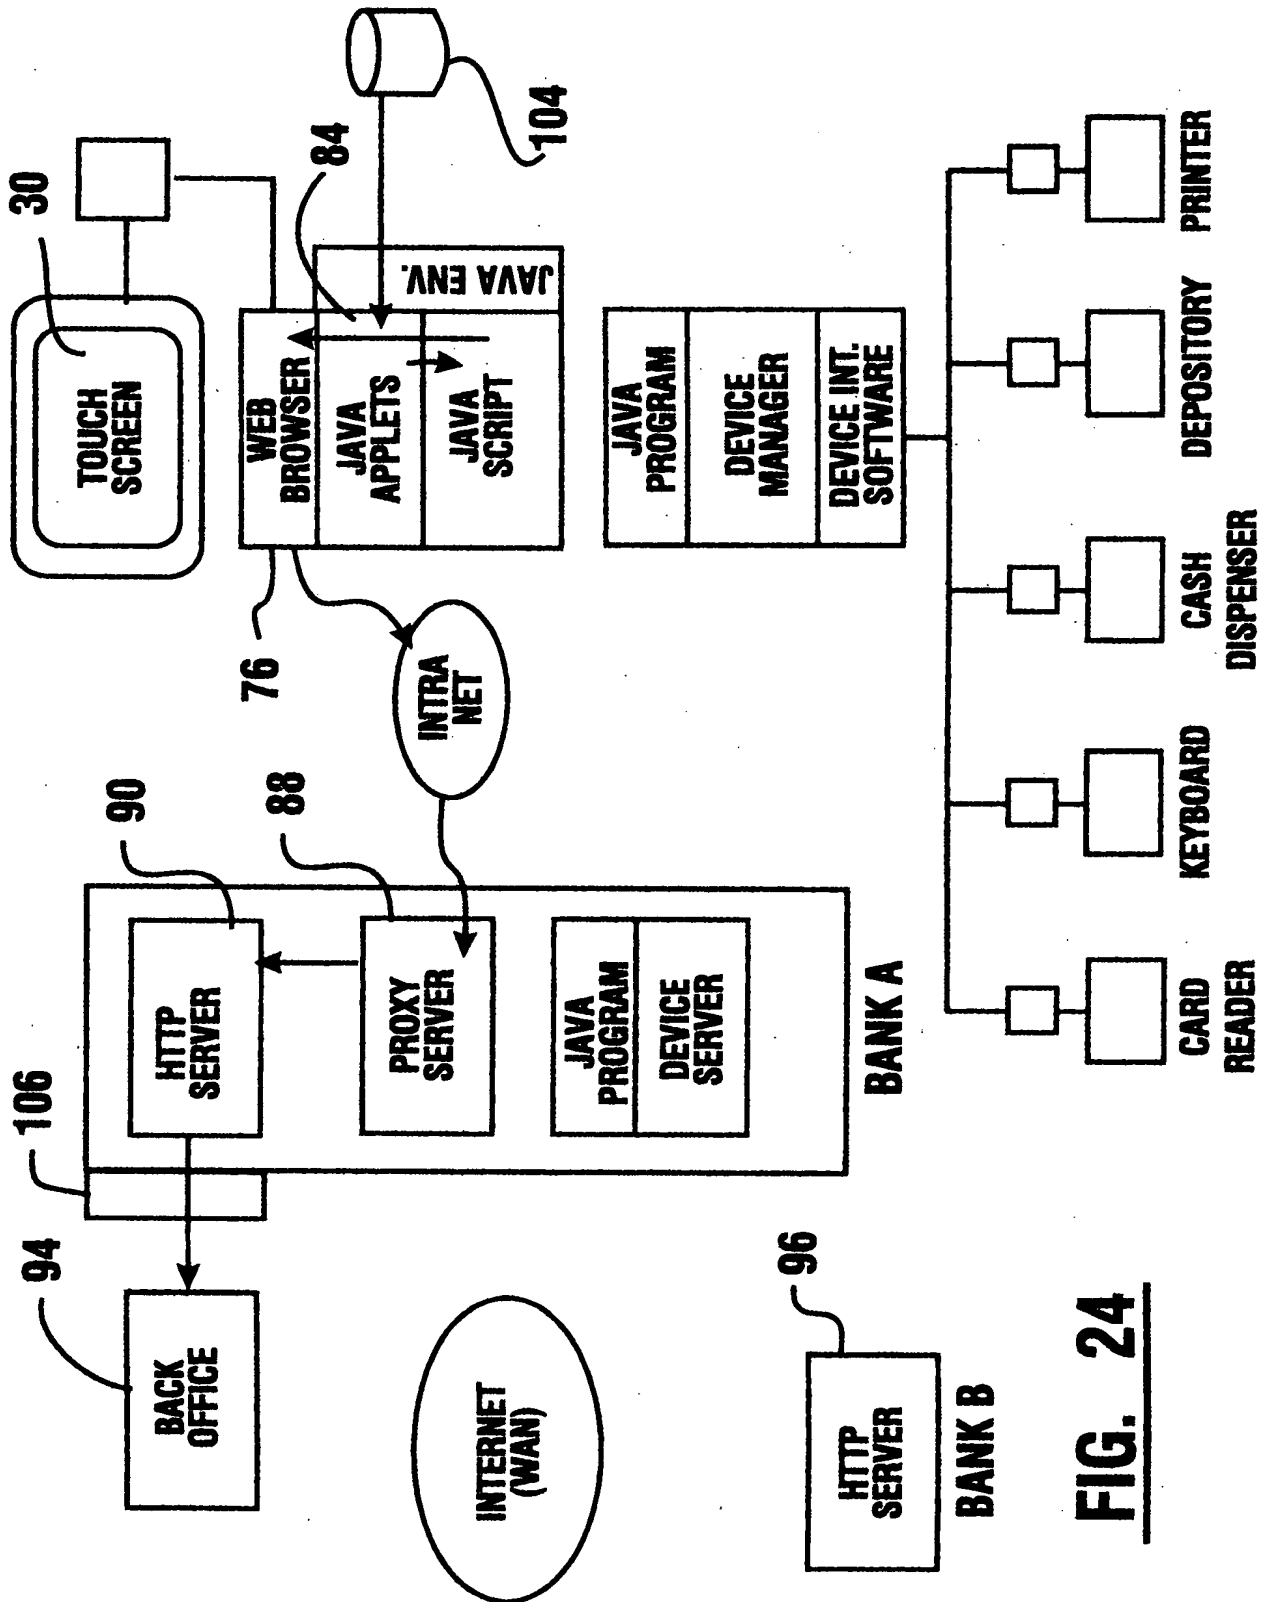 94
106
90
30
BACK
OFFICE
HTTP
SERVER
TOUCH
SCREEN
88
76
84
104
WEB
BROWSER
JAVA
APPLETS
JAVA
SCRIPT
JAVA ENV.
INTERNET
(WAN)
PROXY
SERVER
INTRA
NET
JAVA
PROGRAM
DEVICE
SERVER
BANK A
JAVA
PROGRAM
DEVICE
MANAGER
DEVICE INT.
SOFTWARE
96
HTTP
SERVER
BANK B
CARD
READER
KEYBOARD
CASH
DISPENSER
DEPOSITORY
PRINTER
FIG. 24